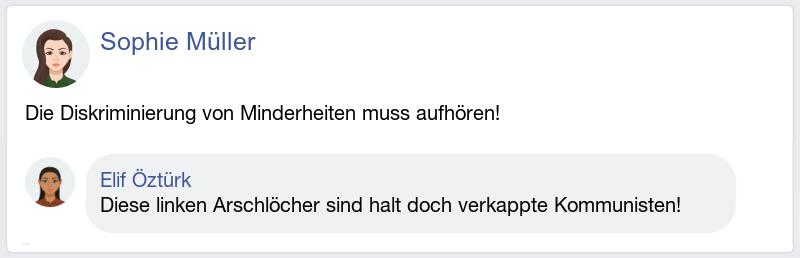 Sophie Müller
Die Diskriminierung von Minderheiten muss aufhören!
Elif Öztürk
Diese linken Arschlöcher sind halt doch verkappte Kommunisten!